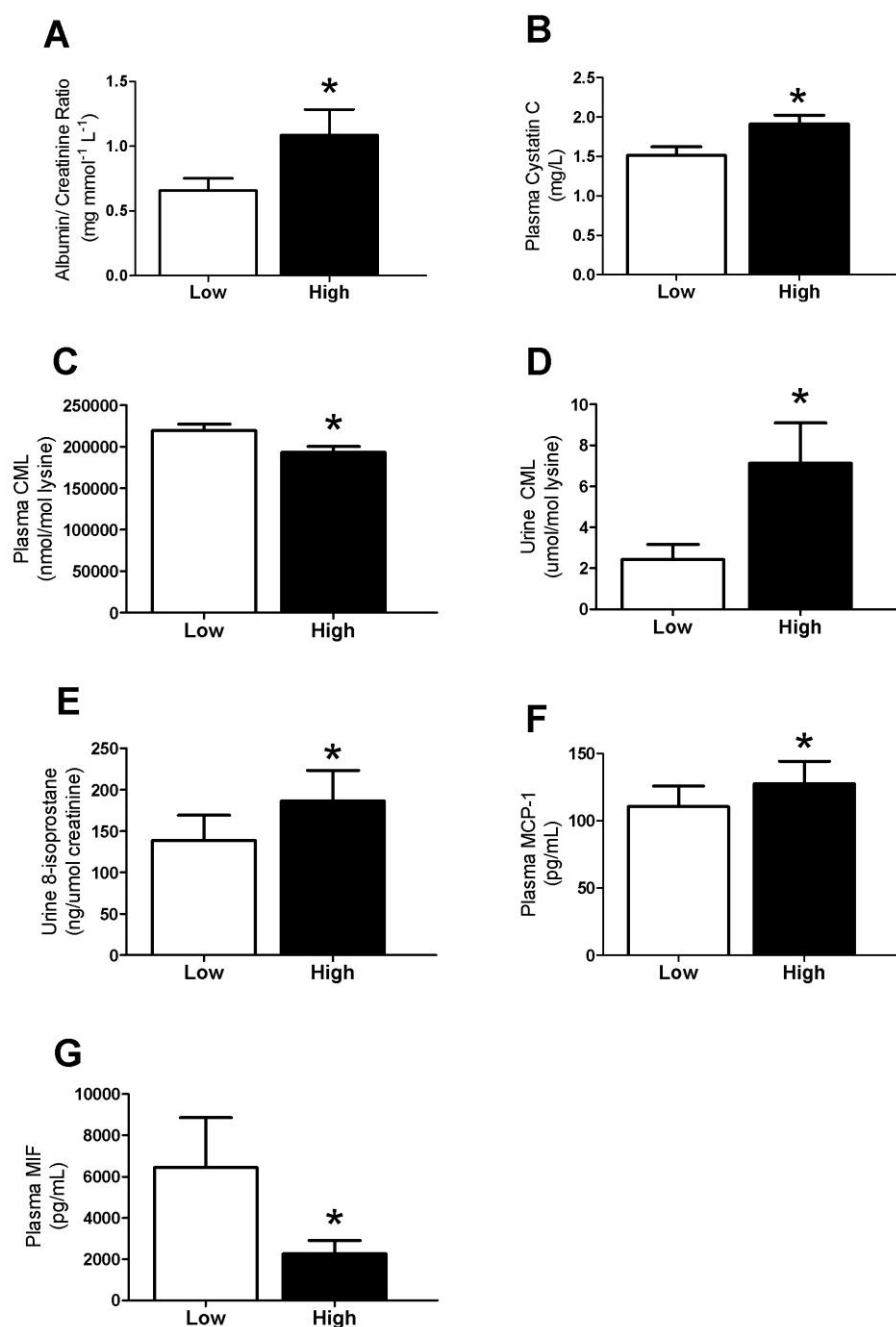 A
Albumin/ Creatinine Ratio
(mg mmol⁻¹ L⁻¹)
1.5
1.0
0.5
0.0
*
Low High
B
Plasma Cystatin C
(mg/L)
2.5
2.0
1.5
1.0
0.5
0.0
*
Low High
C
Plasma CML
(nmol/mol lysine)
250000
200000
150000
100000
50000
0
*
Low High
D
Urine CML
(umol/mol lysine)
10
8
6
4
2
0
*
Low High
E
Urine 8-isoprostane
(ng/umol creatinine)
250
200
150
100
50
0
*
Low High
F
Plasma MCP-1
(pg/mL)
150
100
50
0
*
Low High
G
Plasma MIF
(pg/mL)
10000
8000
6000
4000
2000
0
*
Low High